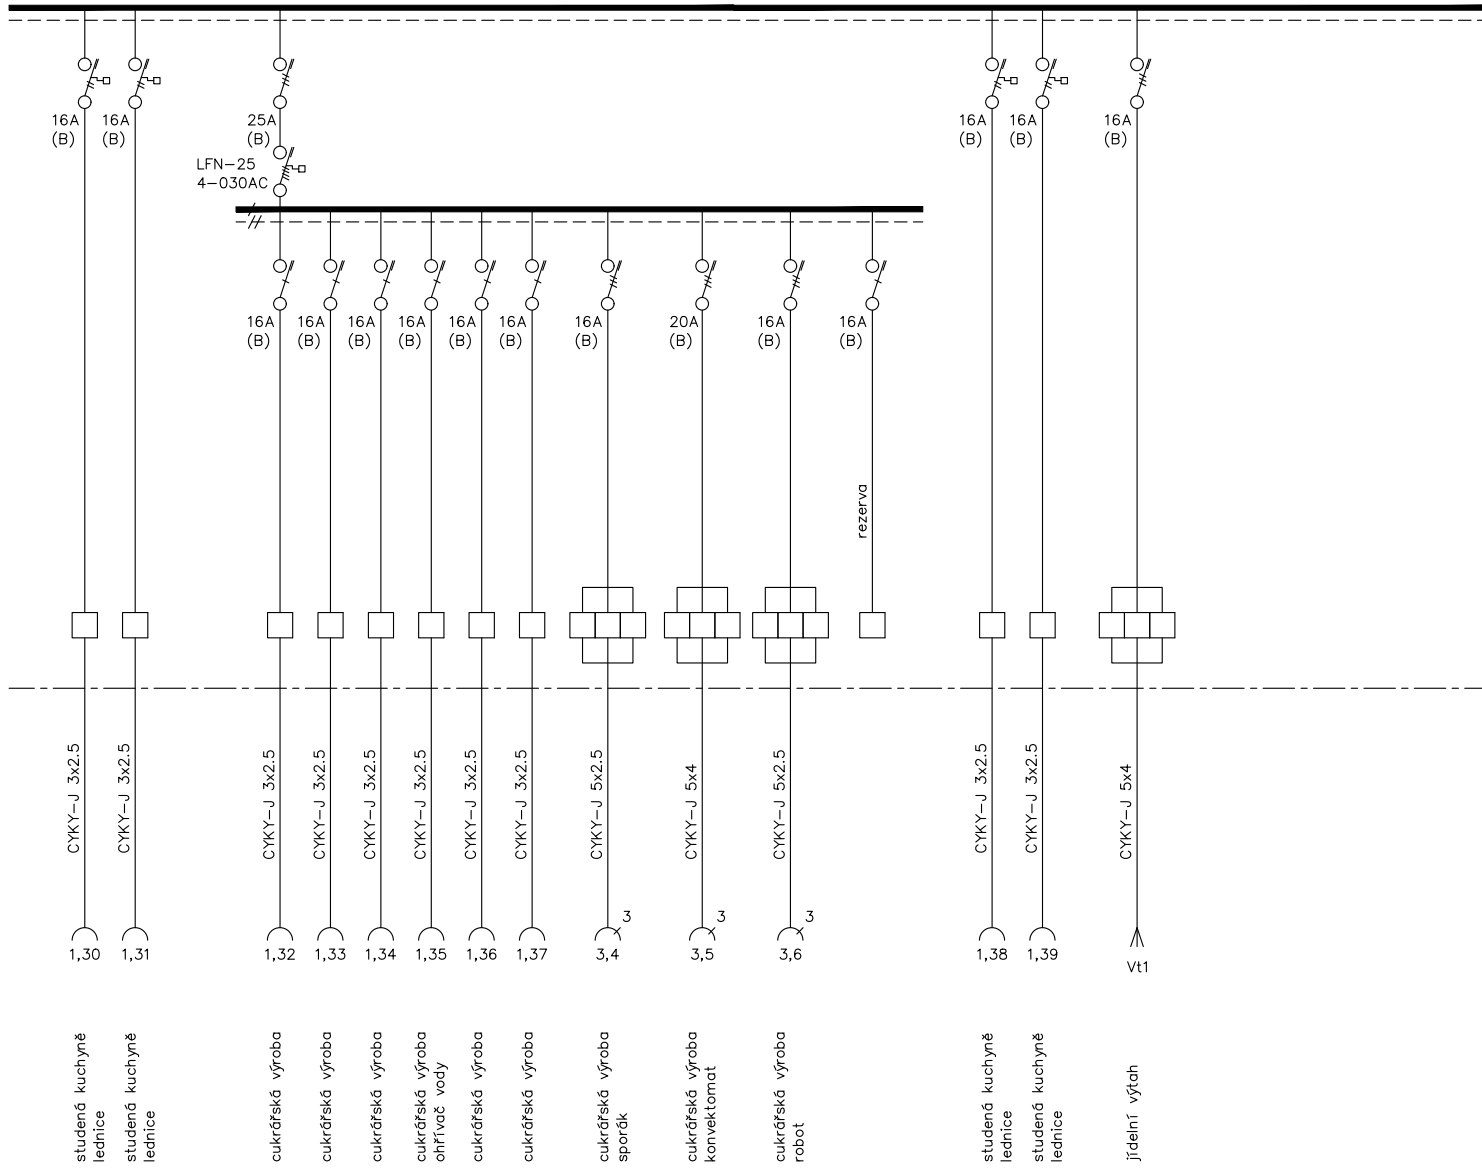 16A
(B)
16A
(B)
25A
(B)
LFN-25
4-030AC
16A
(B)
16A
(B)
16A
(B)
16A
(B)
16A
(B)
16A
(B)
16A
(B)
16A
(B)
16A
(B)
16A
(B)
20A
(B)
16A
(B)
16A
(B)
rezerva
CYKY-J 3x2.5
CYKY-J 3x2.5
CYKY-J 3x2.5
CYKY-J 3x2.5
CYKY-J 3x2.5
CYKY-J 3x2.5
CYKY-J 3x2.5
CYKY-J 3x2.5
CYKY-J 5x2.5
CYKY-J 5x4
CYKY-J 5x2.5
CYKY-J 3x2.5
CYKY-J 3x2.5
CYKY-J 5x4
3
3
3
1,30
1,31
1,32
1,33
1,34
1,35
1,36
1,37
3,4
3,5
3,6
1,38
1,39
Vt1
studená kuchyně
lednice
studená kuchyně
lednice
cukrářská výroba
cukrářská výroba
cukrářská výroba
cukrářská výroba
ohřívač vody
cukrářská výroba
cukrářská výroba
cukrářská výroba
sporák
cukrářská výroba
konvektomat
cukrářská výroba
robot
studená kuchyně
lednice
studená kuchyně
lednice
jídelní výtah